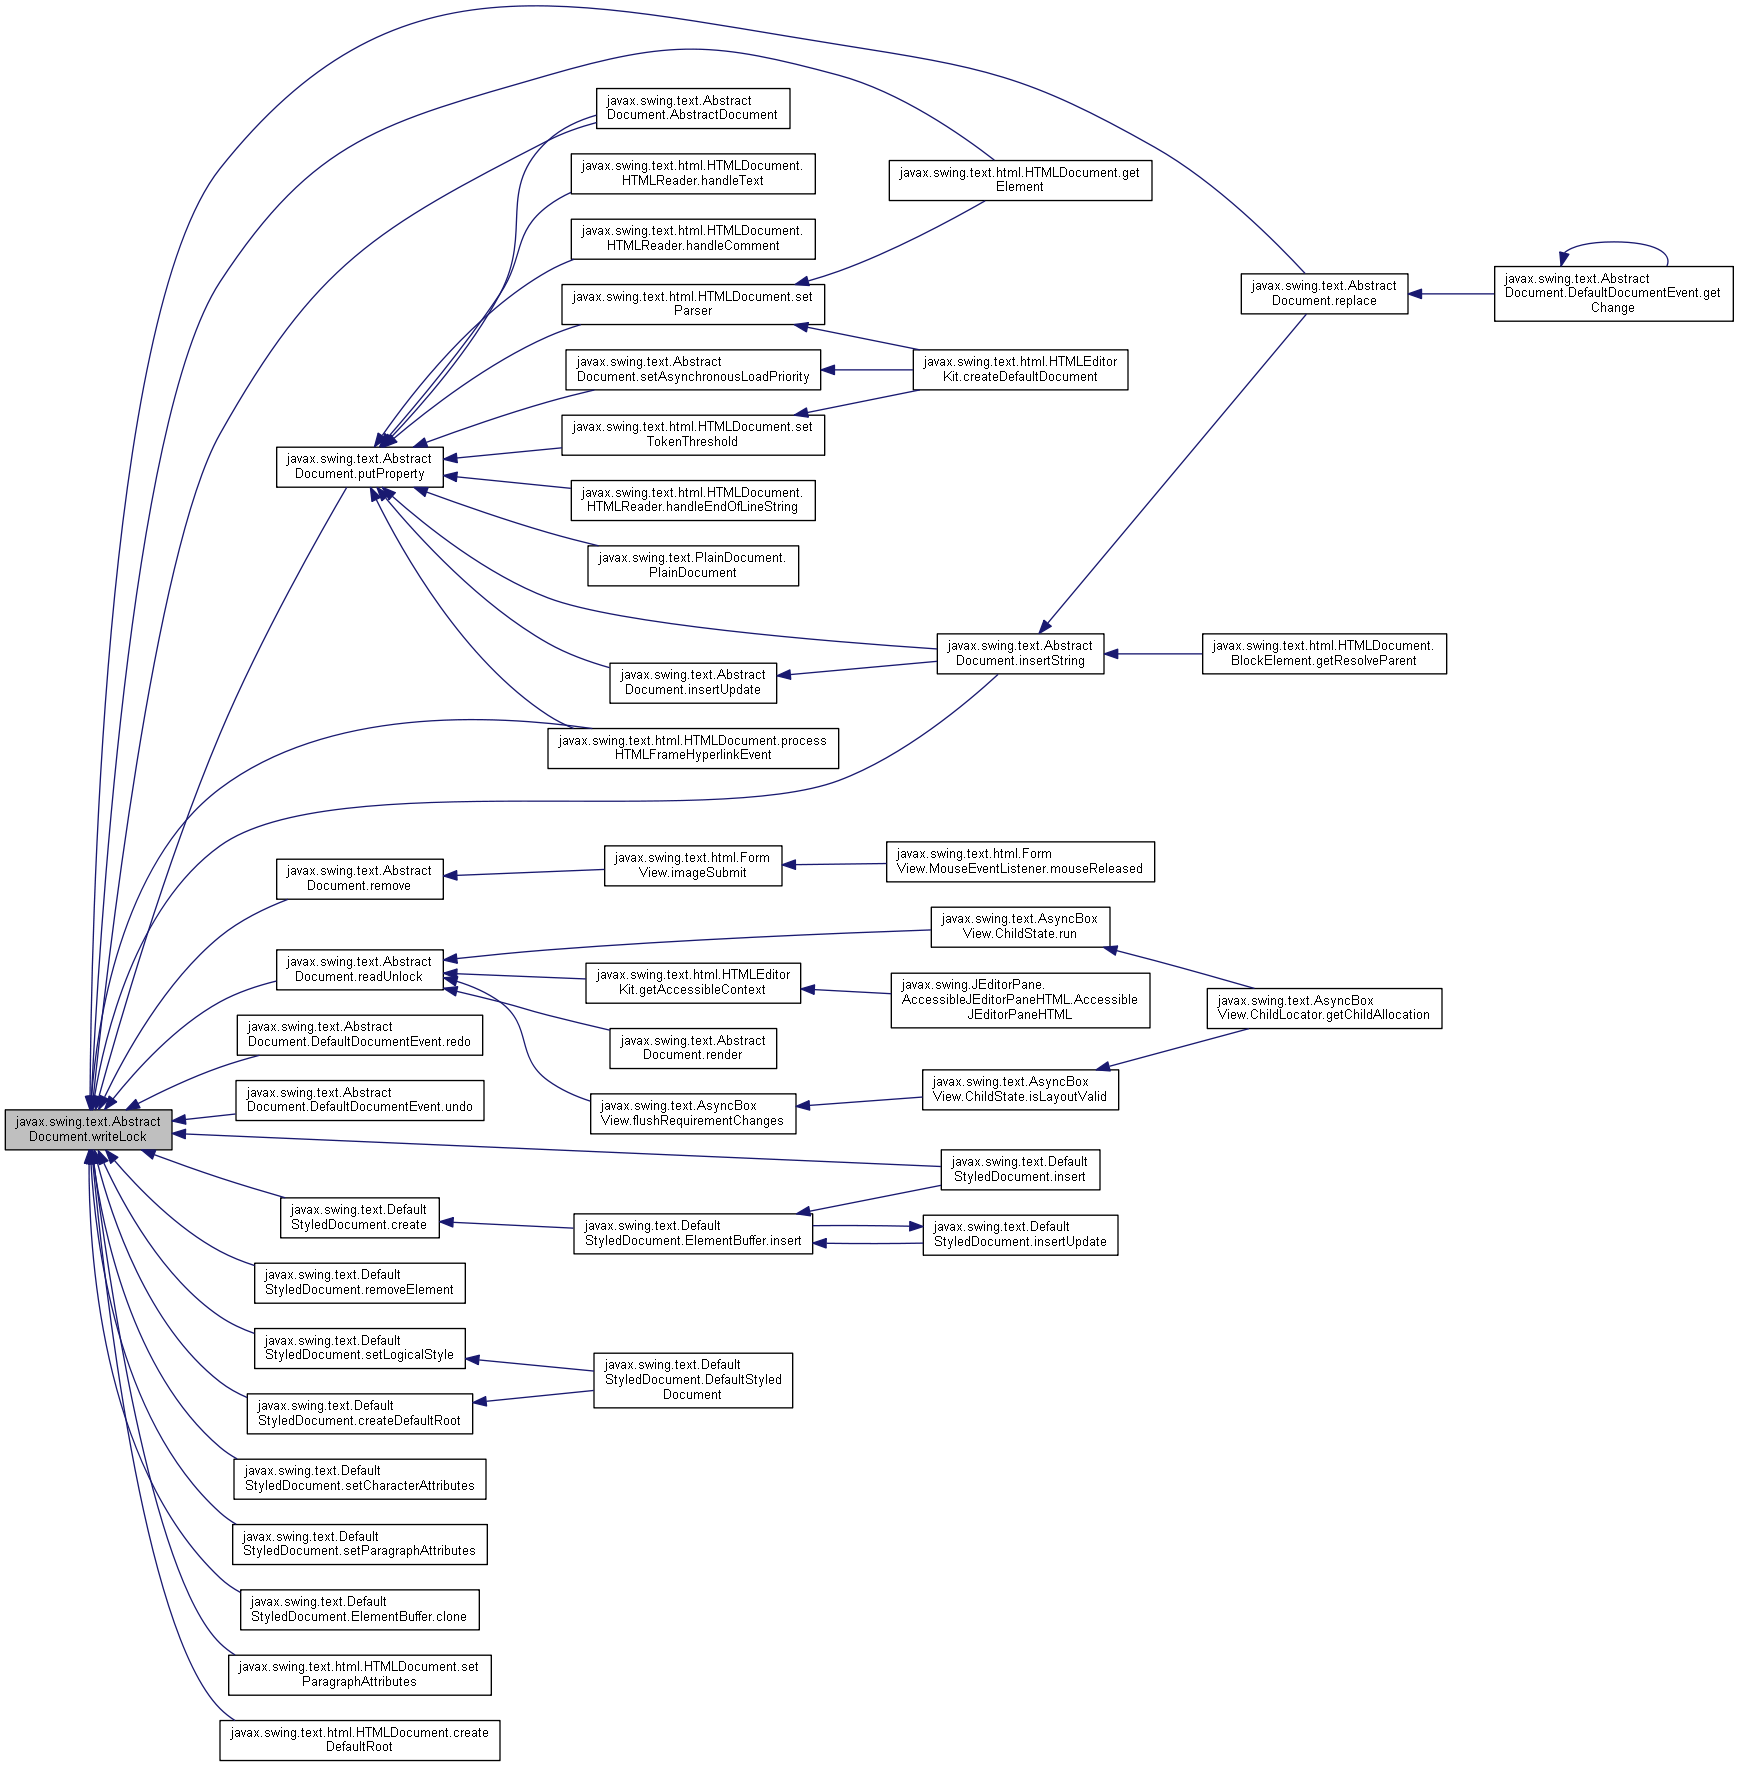 javax.swing.text.Abstract
Document.AbstractDocument
javax.swing.text.html.HTMLDocument.
HTMLReader.handleText
javax.swing.text.html.HTMLDocument.get
Element
javax.swing.text.html.HTMLDocument.
HTMLReader.handleComment
javax.swing.text.html.HTMLDocument.set
Parser
javax.swing.text.Abstract
Document.replace
javax.swing.text.Abstract
Document.DefaultDocumentEvent.get
Change
javax.swing.text.Abstract
Document.setAsynchronousLoadPriority
javax.swing.text.html.HTMLEditor
Kit.createDefaultDocument
javax.swing.text.html.HTMLDocument.set
TokenThreshold
javax.swing.text.Abstract
Document.putProperty
javax.swing.text.html.HTMLDocument.
HTMLReader.handleEndOfLineString
javax.swing.text.PlainDocument.
PlainDocument
javax.swing.text.Abstract
Document.insertString
javax.swing.text.html.HTMLDocument.
BlockElement.getResolveParent
javax.swing.text.Abstract
Document.insertUpdate
javax.swing.text.html.HTMLDocument.process
HTMLFrameHyperlinkEvent
javax.swing.text.Abstract
Document.remove
javax.swing.text.html.Form
View.imageSubmit
javax.swing.text.html.Form
View.MouseEventListener.mouseReleased
javax.swing.text.AsyncBox
View.ChildState.run
javax.swing.text.Abstract
Document.readUnlock
javax.swing.text.html.HTMLEditor
Kit.getAccessibleContext
javax.swing.JEditorPane.
AccessibleJEditorPaneHTML.Accessible
JEditorPaneHTML
javax.swing.text.AsyncBox
View.ChildLocator.getChildAllocation
javax.swing.text.Abstract
Document.DefaultDocumentEvent.redo
javax.swing.text.Abstract
Document.render
javax.swing.text.AsyncBox
View.ChildState.isLayoutValid
javax.swing.text.Abstract
Document.DefaultDocumentEvent.undo
javax.swing.text.AsyncBox
View.flushRequirementChanges
javax.swing.text.Abstract
Document.writeLock
javax.swing.text.Default
StyledDocument.insert
javax.swing.text.Default
StyledDocument.create
javax.swing.text.Default
StyledDocument.ElementBuffer.insert
javax.swing.text.Default
StyledDocument.insertUpdate
javax.swing.text.Default
StyledDocument.removeElement
javax.swing.text.Default
StyledDocument.setLogicalStyle
javax.swing.text.Default
StyledDocument.DefaultStyled
Document
javax.swing.text.Default
StyledDocument.createDefaultRoot
javax.swing.text.Default
StyledDocument.setCharacterAttributes
javax.swing.text.Default
StyledDocument.setParagraphAttributes
javax.swing.text.Default
StyledDocument.ElementBuffer.clone
javax.swing.text.html.HTMLDocument.set
ParagraphAttributes
javax.swing.text.html.HTMLDocument.create
DefaultRoot